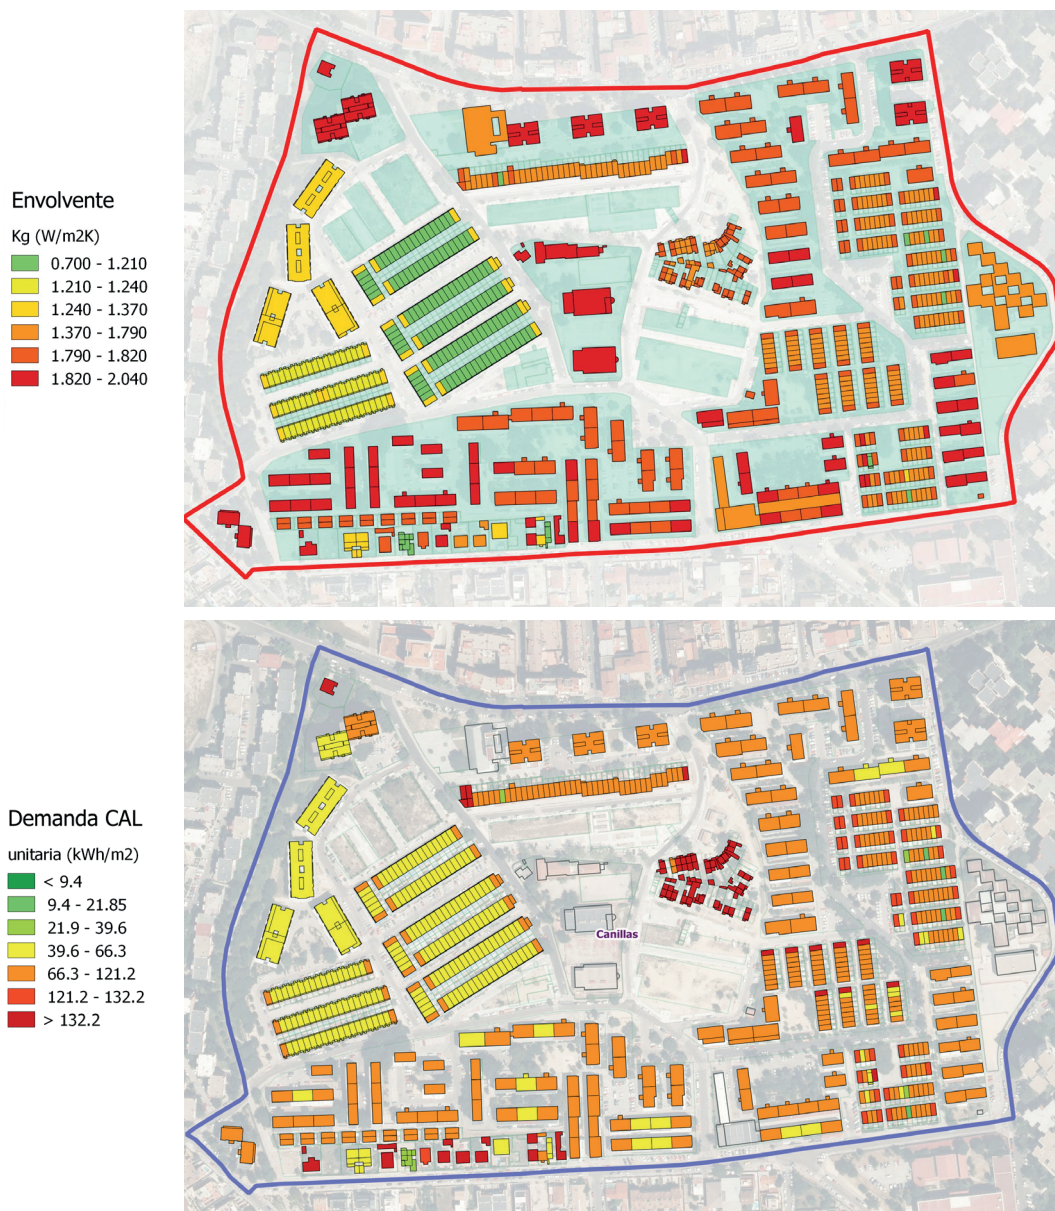 Envolvente
Kg (W/m2K)
0.700 - 1.210
1.210 - 1.240
1.240 - 1.370
1.370 - 1.790
1.790 - 1.820
1.820 - 2.040
Demanda CAL
unitaria (kWh/m2)
< 9.4
9.4 - 21.85
21.9 - 39.6
39.6 - 66.3
66.3 - 121.2
121.2 - 132.2
> 132.2
Canillas